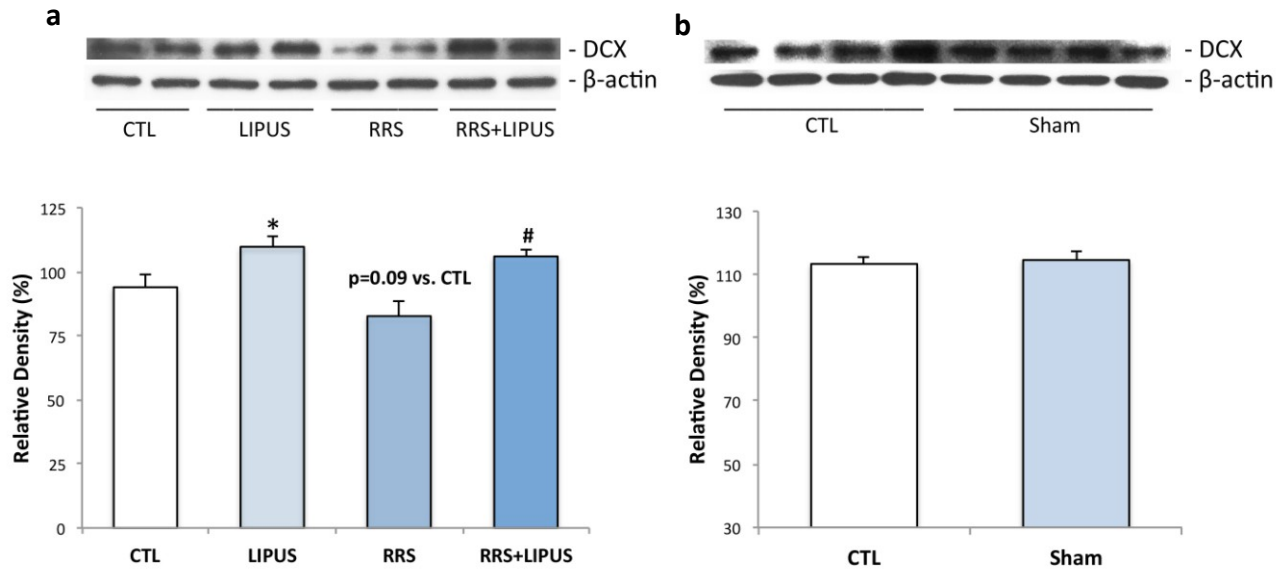 a
- DCX
- β-actin
CTL LIPUS RRS RRS+LIPUS
125
100
75
50
25
0
Relative Density (%)
*
p=0.09 vs. CTL
#
CTL LIPUS RRS RRS+LIPUS
b
- DCX
- β-actin
CTL Sham
130
110
90
70
50
30
Relative Density (%)
CTL Sham